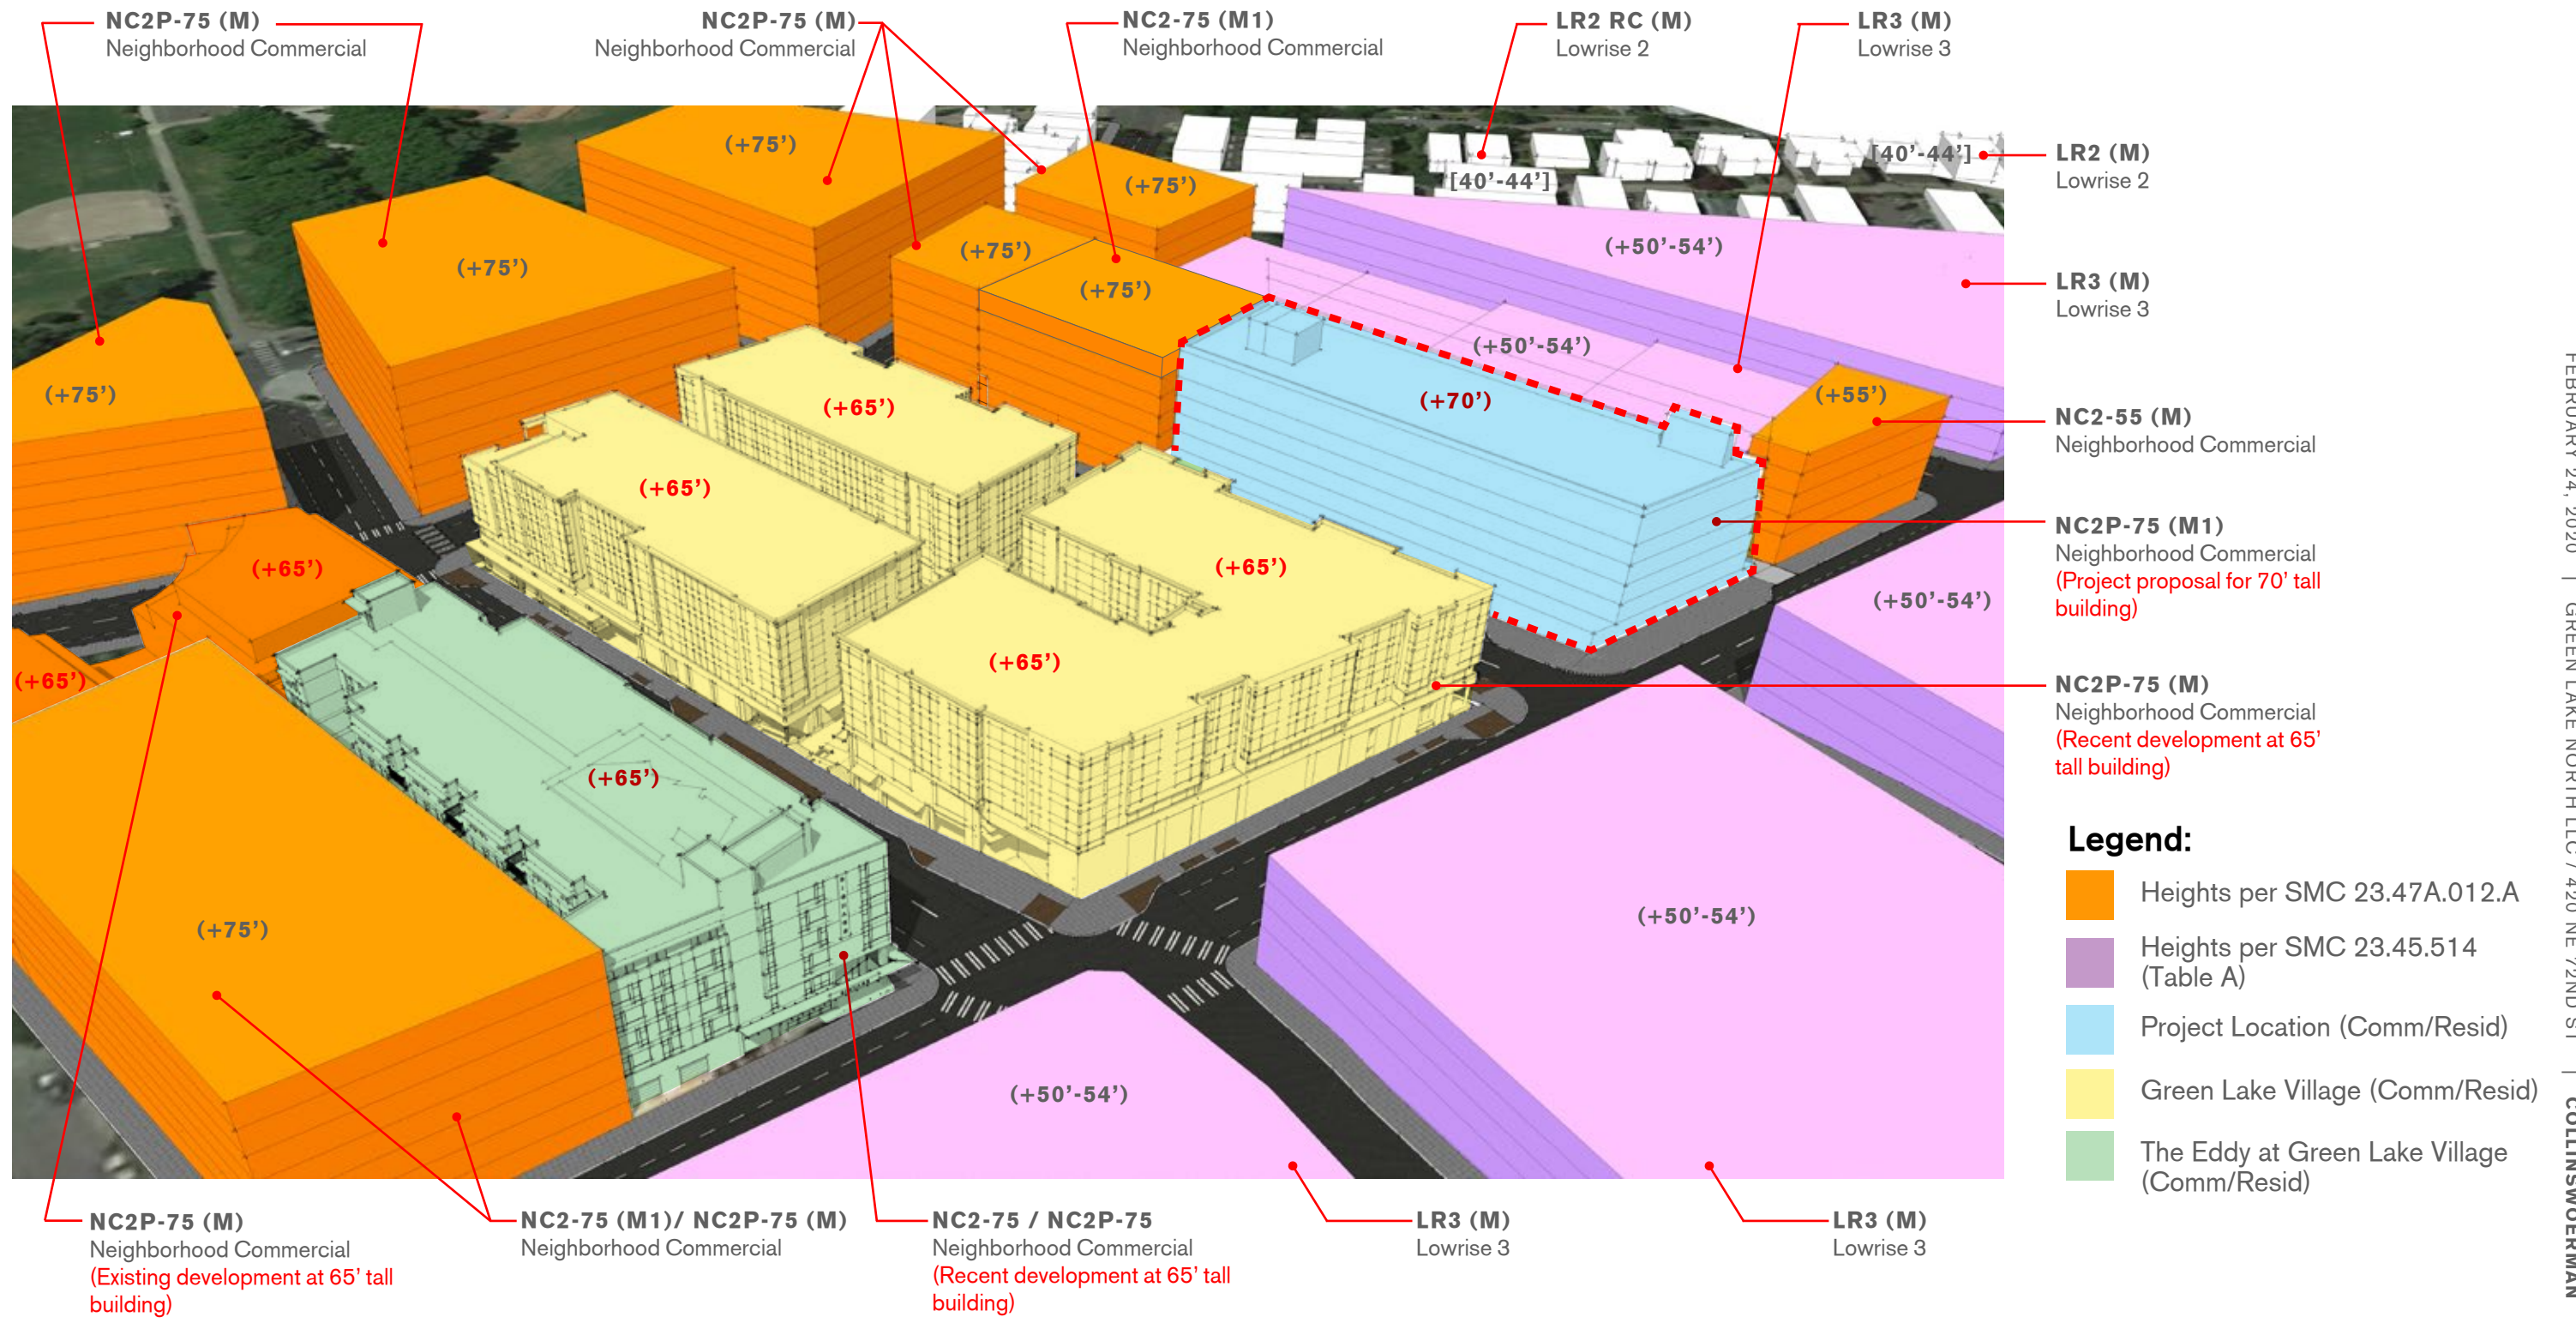 NC2P-75 (M)
Neighborhood Commercial
NC2P-75 (M)
Neighborhood Commercial
NC2-75 (M1)
Neighborhood Commercial
LR2 RC (M)
Lowrise 2
LR3 (M)
Lowrise 3
(+75’)
(+75’)
[40’-44’]
[40’-44’]
LR2 (M)
Lowrise 2
(+75’)
(+75’)
(+75’)
(+50’-54’)
LR3 (M)
Lowrise 3
(+75’)
(+65’)
(+70’)
(+50’-54’)
(+55’)
NC2-55 (M)
Neighborhood Commercial
(+65’)
(+65’)
(+65’)
NC2P-75 (M1)
Neighborhood Commercial
(Project proposal for 70’ tall
building)
(+50’-54’)
(+65’)
(+65’)
NC2P-75 (M)
Neighborhood Commercial
(Recent development at 65’
tall building)
(+65’)
(+75’)
(+50’-54’)
(+50’-54’)
Legend:
Heights per SMC 23.47A.012.A
Heights per SMC 23.45.514
(Table A)
Project Location (Comm/Resid)
Green Lake Village (Comm/Resid)
The Eddy at Green Lake Village
(Comm/Resid)
NC2P-75 (M)
Neighborhood Commercial
(Existing development at 65’ tall
building)
NC2-75 (M1)/ NC2P-75 (M)
Neighborhood Commercial
NC2-75 / NC2P-75
Neighborhood Commercial
(Recent development at 65’ tall
building)
LR3 (M)
Lowrise 3
LR3 (M)
Lowrise 3
FEBRUARY 24, 2020 | GREEN LAKE NORTH LLC / 420 NE 72ND ST | COLLINSWOERMAN